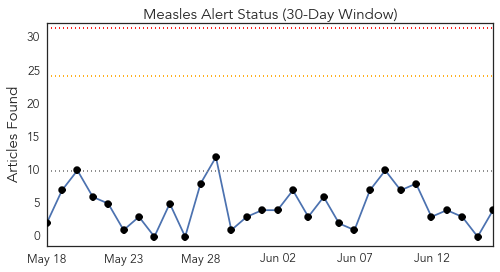 Measles Alert Status (30-Day Window)
Articles Found
30
25
20
15
10
5
0
May 18 May 23 May 28 Jun 02 Jun 07 Jun 12